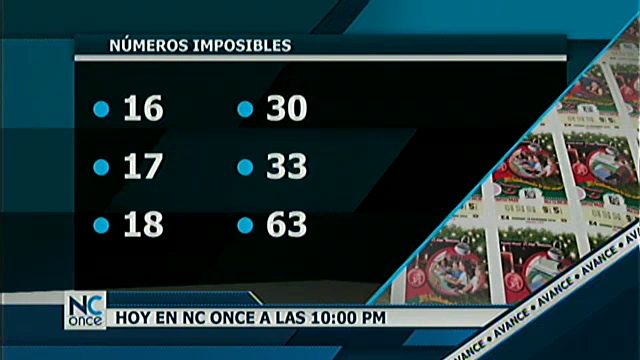 NÚMEROS IMPOSIBLES
16 30
17 33
18 63
NC once
HOY EN NC ONCE A LAS 10:00 PM
AVANCE • AVANCE • AVANCE • AVANCE • AV